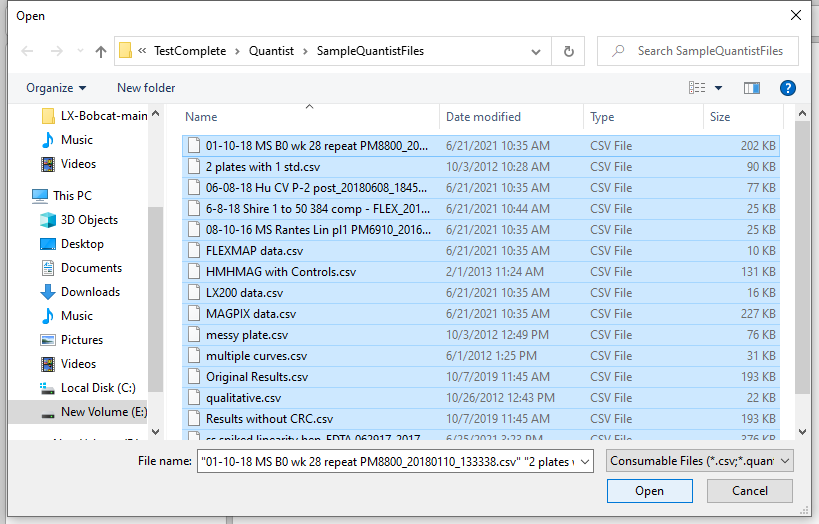 Open
« TestComplete > Quantist > SampleQuantistFiles
Search SampleQuantistFiles
Organize
New folder
?
LX-Bobcat-main
Music
Videos
This PC
3D Objects
Desktop
Documents
Downloads
Music
Pictures
Videos
Local Disk (C:)
New Volume (E:)
Name Date modified Type Size
01-10-18 MS B0 wk 28 repeat PM8800_20... 6/21/2021 10:35 AM CSV File 202 KB
2 plates with 1 std.csv 10/3/2012 10:28 AM CSV File 90 KB
06-08-18 Hu CV P-2 post_20180608_1845... 6/21/2021 10:35 AM CSV File 77 KB
6-8-18 Shire 1 to 50 384 comp - FLEX_201... 6/21/2021 10:44 AM CSV File 25 KB
08-10-16 MS Rantes Lin pl1 PM6910_2016... 6/21/2021 10:35 AM CSV File 25 KB
FLEXMAP data.csv 6/21/2021 10:35 AM CSV File 10 KB
HMHMAG with Controls.csv 2/1/2013 11:24 AM CSV File 131 KB
LX200 data.csv 6/21/2021 10:35 AM CSV File 16 KB
MAGPIX data.csv 6/21/2021 10:35 AM CSV File 227 KB
messy plate.csv 10/3/2012 12:49 PM CSV File 76 KB
multiple curves.csv 6/1/2012 1:25 PM CSV File 31 KB
Original Results.csv 10/7/2019 11:45 AM CSV File 193 KB
qualitative.csv 10/26/2012 12:43 PM CSV File 22 KB
Results without CRC.csv 10/7/2019 11:45 AM CSV File 193 KB
6/25/2021 3:23 PM CSV File 376 KB
File name: "01-10-18 MS B0 wk 28 repeat PM8800_20180110_133338.csv" "2 plates
Consumable Files (*.csv;*.quan
Open
Cancel